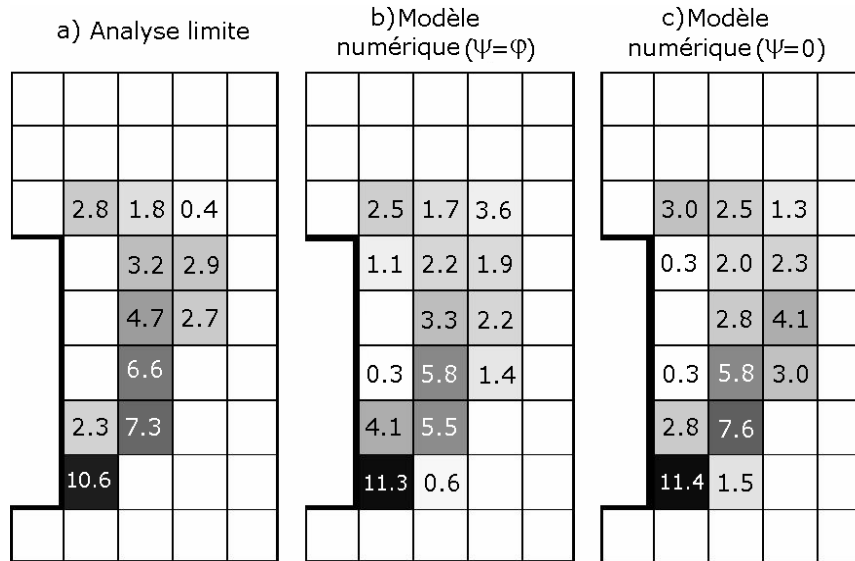 a) Analyse limite
b) Modèle
numérique (Ψ=φ)
c) Modèle
numérique (Ψ=0)
2.8 1.8 0.4
3.2 2.9
4.7 2.7
6.6
2.3 7.3
10.6
2.5 1.7 3.6
1.1 2.2 1.9
3.3 2.2
0.3 5.8 1.4
4.1 5.5
11.3 0.6
3.0 2.5 1.3
0.3 2.0 2.3
2.8 4.1
0.3 5.8 3.0
2.8 7.6
11.4 1.5